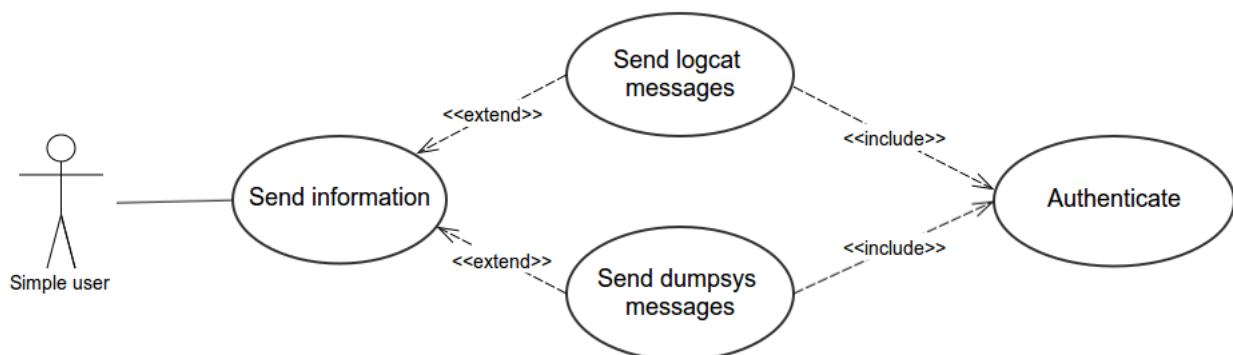 Send logcat
messages
<<extend>>
<<include>>
Send information
Authenticate
<<extend>>
<<include>>
Send dumpsys
messages
Simple user